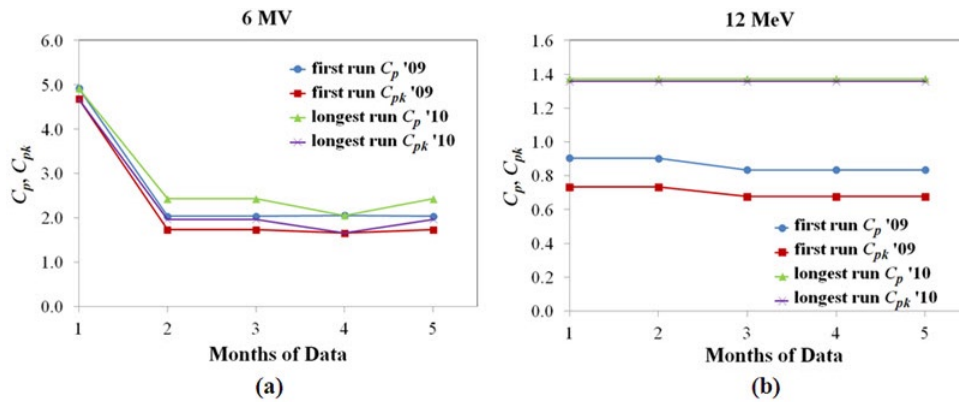 6 MV
6.0
5.0
4.0
3.0
2.0
1.0
0.0
Cp, Cpk
first run Cp '09
first run Cpk '09
longest run Cp '10
longest run Cpk '10
1 2 3 4 5
Months of Data
(a)
12 MeV
1.6
1.4
1.2
1.0
0.8
0.6
0.4
0.2
0.0
Cp, Cpk
first run Cp '09
first run Cpk '09
longest run Cp '10
longest run Cpk '10
1 2 3 4 5
Months of Data
(b)